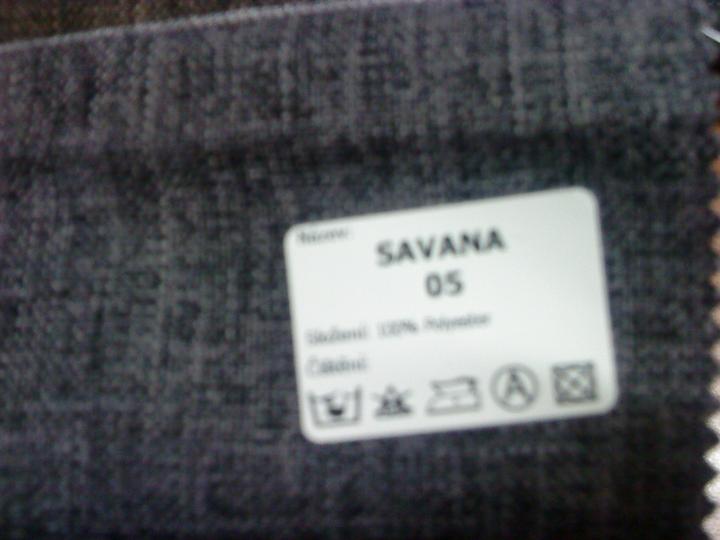 Název:
SAVANA
05
Složení: 100% Polyester
Čištění:
A